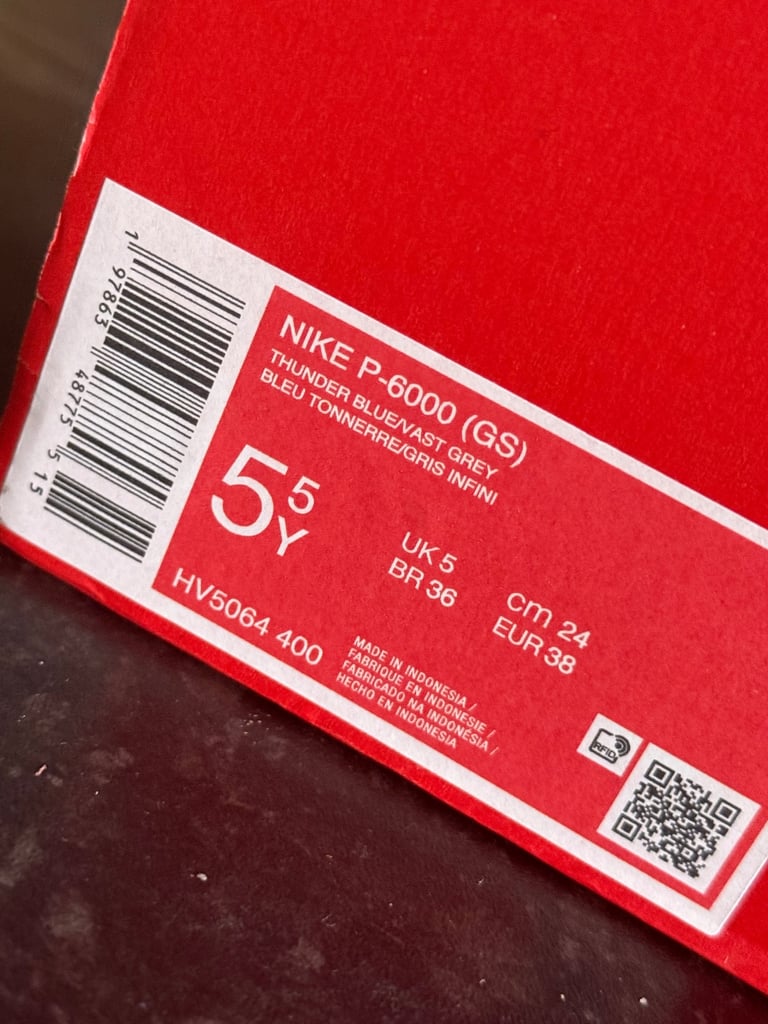 NIKE P-6000 (GS)
THUNDER BLUE/VAST GREY
BLEU TONNERRE/GRIS INFINI
5 5 Y
UK 5
BR 36
cm 24
EUR 38
HV5064 400
MADE IN INDONESIA /
FABRIQUE EN INDONESIE /
FABRICADO NA INDONÉSIA /
HECHO EN INDONESIA
RFID
1 97863 48775 5 15